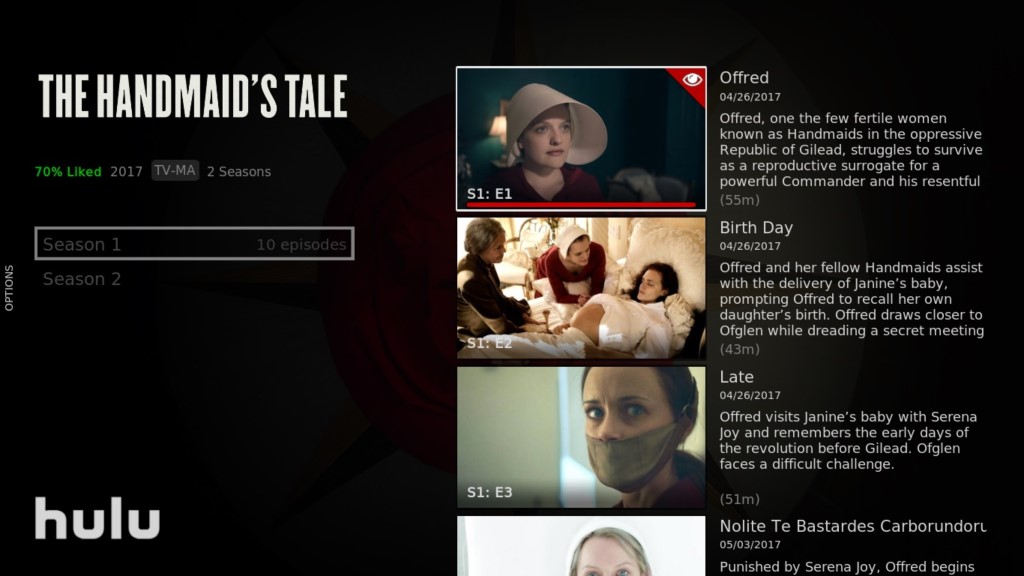 THE HANDMAID'S TALE
70% Liked 2017 TV-MA 2 Seasons
Season 1 10 episodes
Season 2
OPTIONS
hulu
S1: E1
Offred
04/26/2017
Offred, one the few fertile women
known as Handmaids in the oppressive
Republic of Gilead, struggles to survive
as a reproductive surrogate for a
powerful Commander and his resentful
(55m)
S1: E2
Birth Day
04/26/2017
Offred and her fellow Handmaids assist
with the delivery of Janine’s baby,
prompting Offred to recall her own
daughter’s birth. Offred draws closer to
Ofglen while dreading a secret meeting
(43m)
S1: E3
Late
04/26/2017
Offred visits Janine’s baby with Serena
Joy and remembers the early days of
the revolution before Gilead. Ofglen
faces a difficult challenge.
(51m)
Nolite Te Bastardes Carborundoru
05/03/2017
Punished by Serena Joy, Offred begins